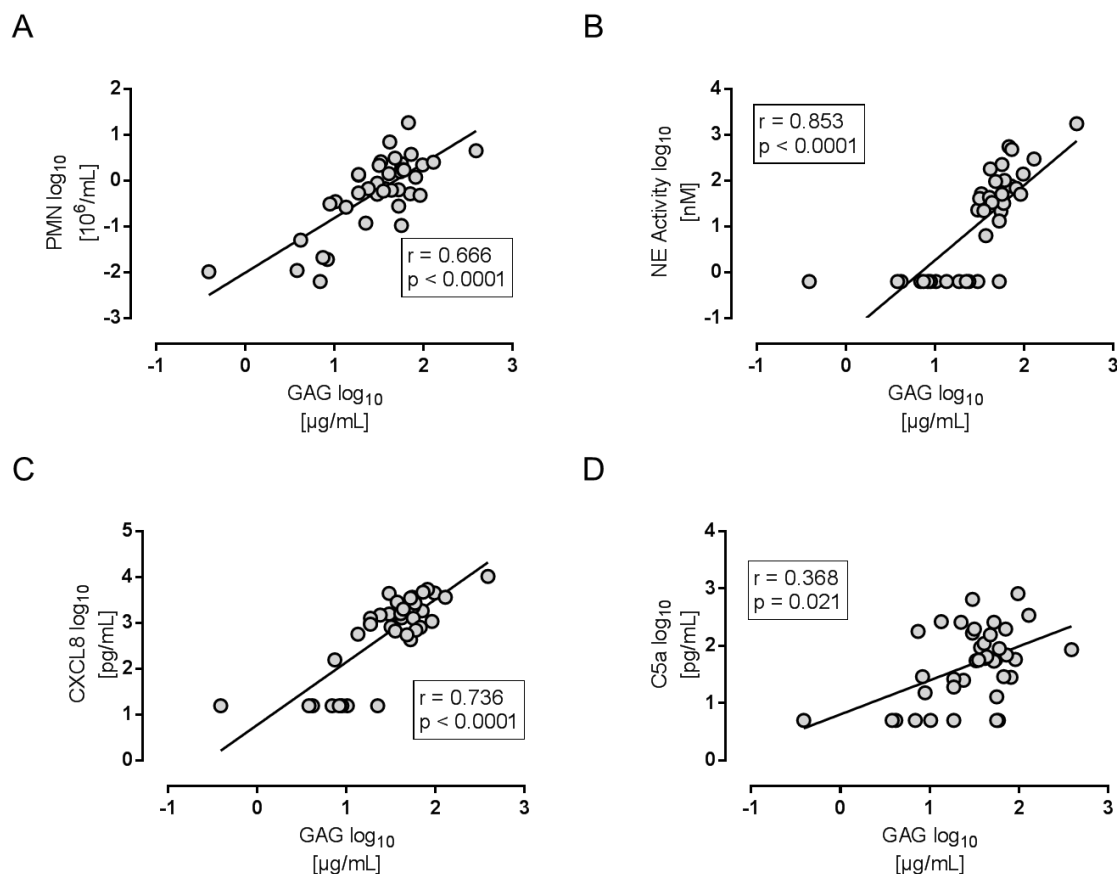 A
PMN log10
[10^6/mL]
2
1
0
-1
-2
-3
r = 0.666
p < 0.0001
-1 0 1 2 3
GAG log10
[µg/mL]
B
NE Activity log10
[nM]
4
3
2
1
0
-1
r = 0.853
p < 0.0001
-1 0 1 2 3
GAG log10
[µg/mL]
C
CXCL8 log10
[pg/mL]
5
4
3
2
1
0
r = 0.736
p < 0.0001
-1 0 1 2 3
GAG log10
[µg/mL]
D
C5a log10
[pg/mL]
4
3
2
1
0
r = 0.368
p = 0.021
-1 0 1 2 3
GAG log10
[µg/mL]